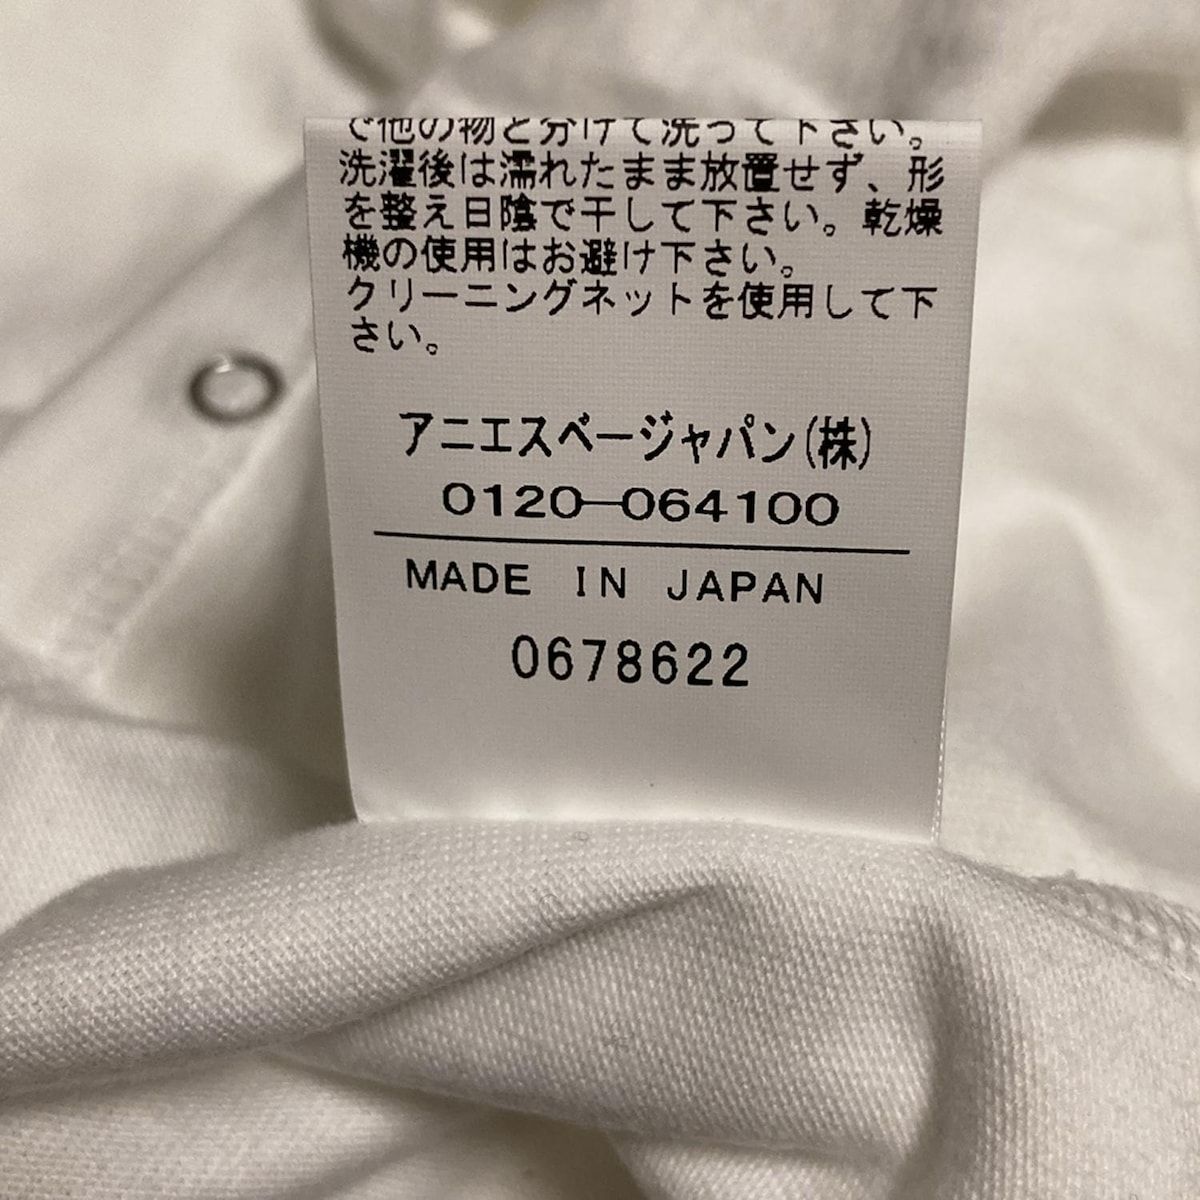 で他の物と分けて洗って下さい。
洗濯後は濡れたまま放置せず、形
を整え日陰で干して下さい。乾燥
機の使用はお避け下さい。
クリーニングネットを使用して下
さい。
アニエスベージャパン(株)
0120-064100
MADE IN JAPAN
0678622